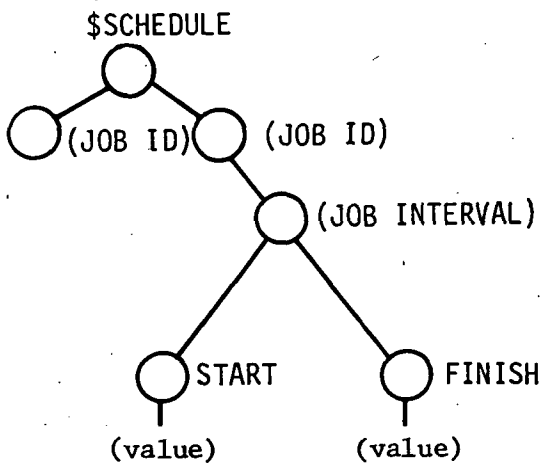 $SCHEDULE
(JOB ID) (JOB ID)
(JOB INTERVAL)
START FINISH
(value) (value)